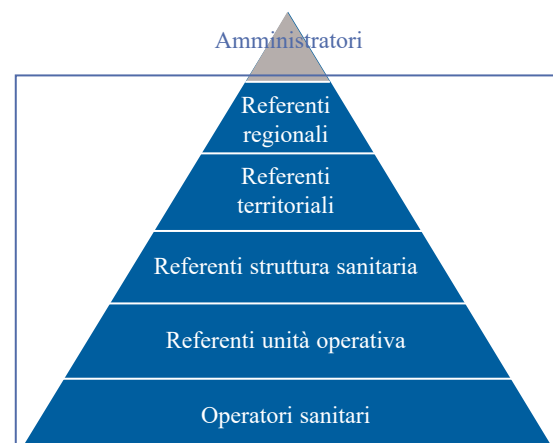 Amministratori
Referenti
regionali
Referenti
territoriali
Referenti struttura sanitaria
Referenti unità operativa
Operatori sanitari